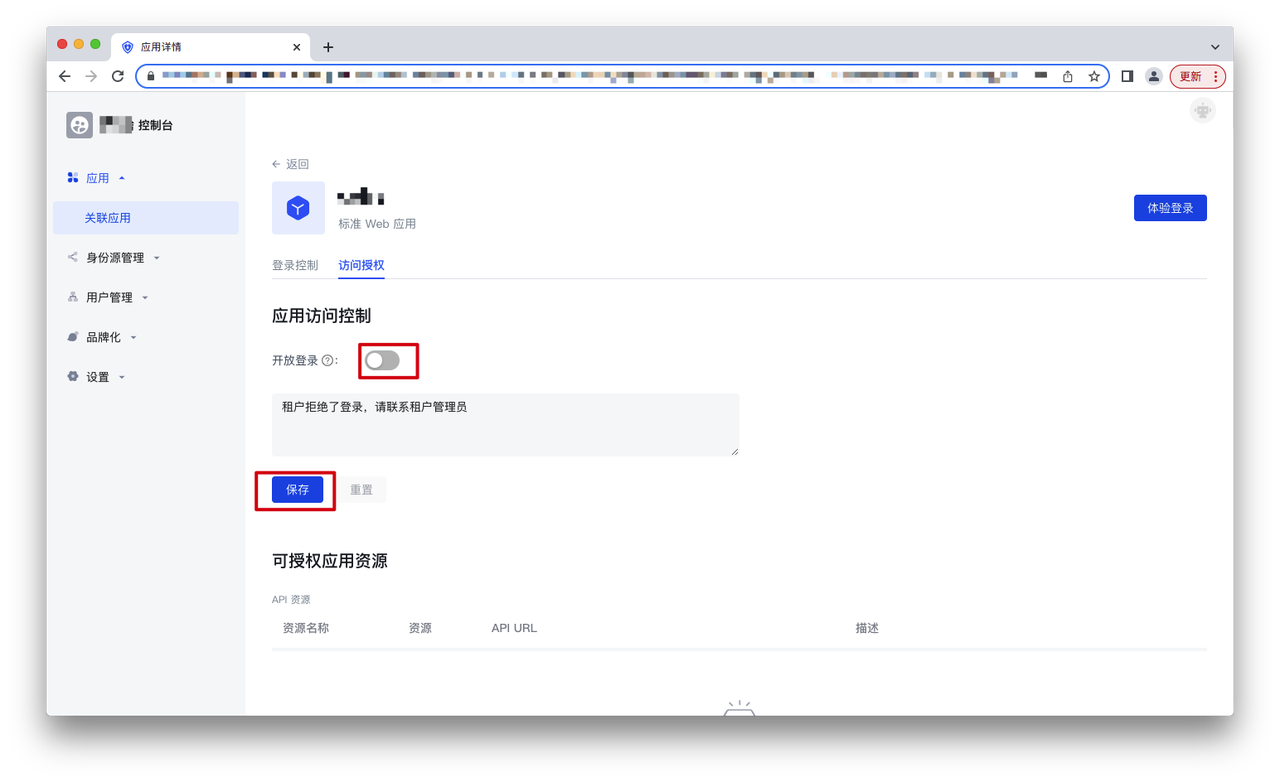 应用详情
更新
控制台
应用
关联应用
身份源管理
用户管理
品牌化
设置
返回
标准 Web 应用
体验登录
登录控制
访问授权
应用访问控制
开放登录 ?:
租户拒绝了登录，请联系租户管理员
保存
重置
可授权应用资源
API 资源
资源名称 资源 API URL 描述